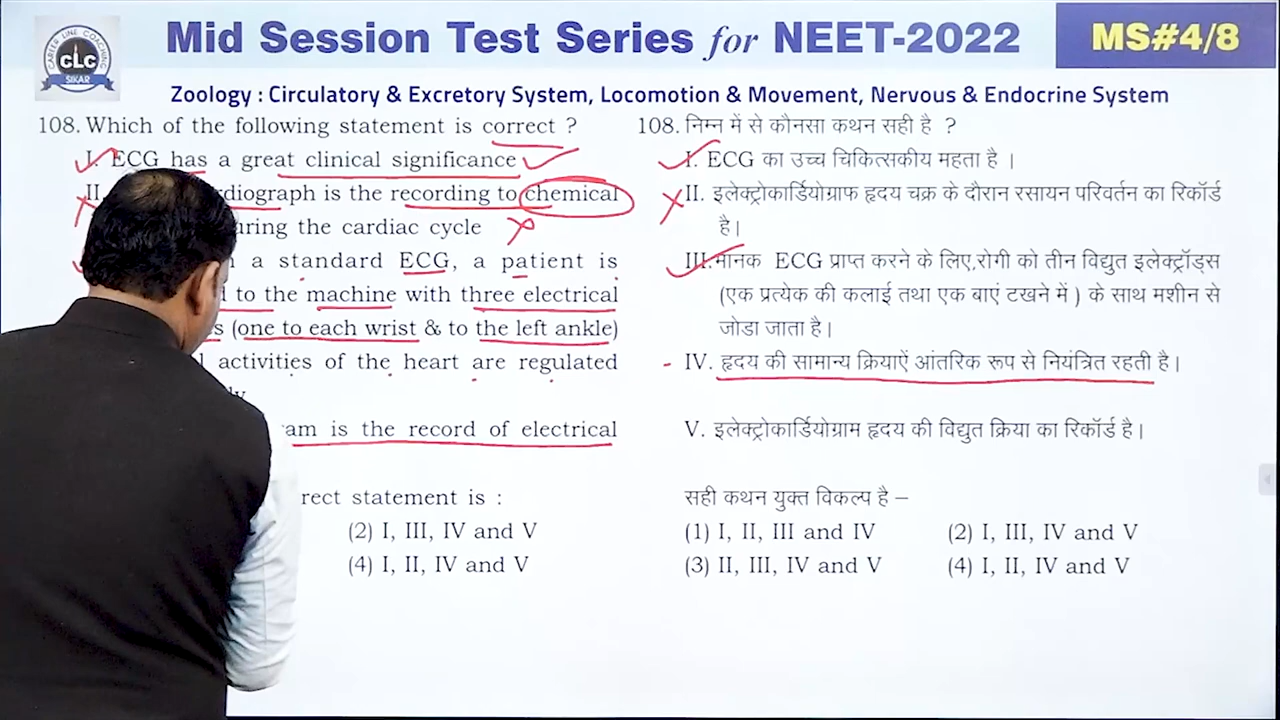 CAREER LINE COACHING
CLC
SIKAR
Mid Session Test Series for NEET-2022
MS#4/8
Zoology : Circulatory & Excretory System, Locomotion & Movement, Nervous & Endocrine System
108. Which of the following statement is correct ?
I. ECG has a great clinical significance
II. rdiograph is the recording to chemical
uring the cardiac cycle
a standard ECG, a patient is
to the machine with three electrical
s (one to each wrist & to the left ankle)
activities of the heart are regulated
am is the record of electrical
rect statement is :
(2) I, III, IV and V
(4) I, II, IV and V
108. निम्न में से कौनसा कथन सही है ?
I. ECG का उच्च चिकित्सकीय महता है ।
II. इलेक्ट्रोकार्डियोग्राफ हृदय चक्र के दौरान रसायन परिवर्तन का रिकॉर्ड
है।
III. मानक ECG प्राप्त करने के लिए,रोगी को तीन विद्युत इलेक्ट्रॉड्स
(एक प्रत्येक की कलाई तथा एक बाएं टखने में ) के साथ मशीन से
जोडा जाता है।
IV. हृदय की सामान्य क्रियाऐं आंतरिक रूप से नियंत्रित रहती है।
V. इलेक्ट्रोकार्डियोग्राम हृदय की विद्युत क्रिया का रिकॉर्ड है।
सही कथन युक्त विकल्प है –
(1) I, II, III and IV
(2) I, III, IV and V
(3) II, III, IV and V
(4) I, II, IV and V